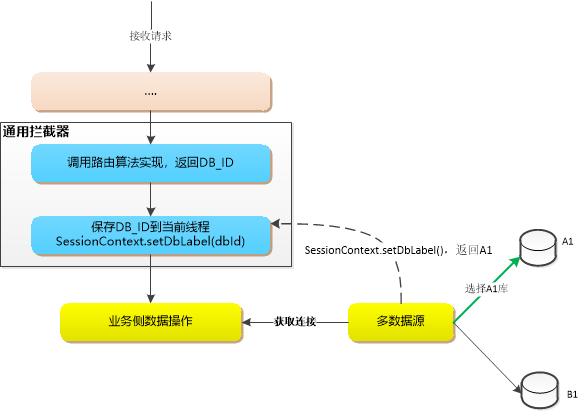 接收请求
....
通用拦截器
调用路由算法实现，返回DB_ID
保存DB_ID到当前线程
SessionContext.setDbLabel(dbId)
SessionContext.setDbLabel()，返回A1
A1
选择A1库
业务侧数据操作
获取连接
多数据源
B1